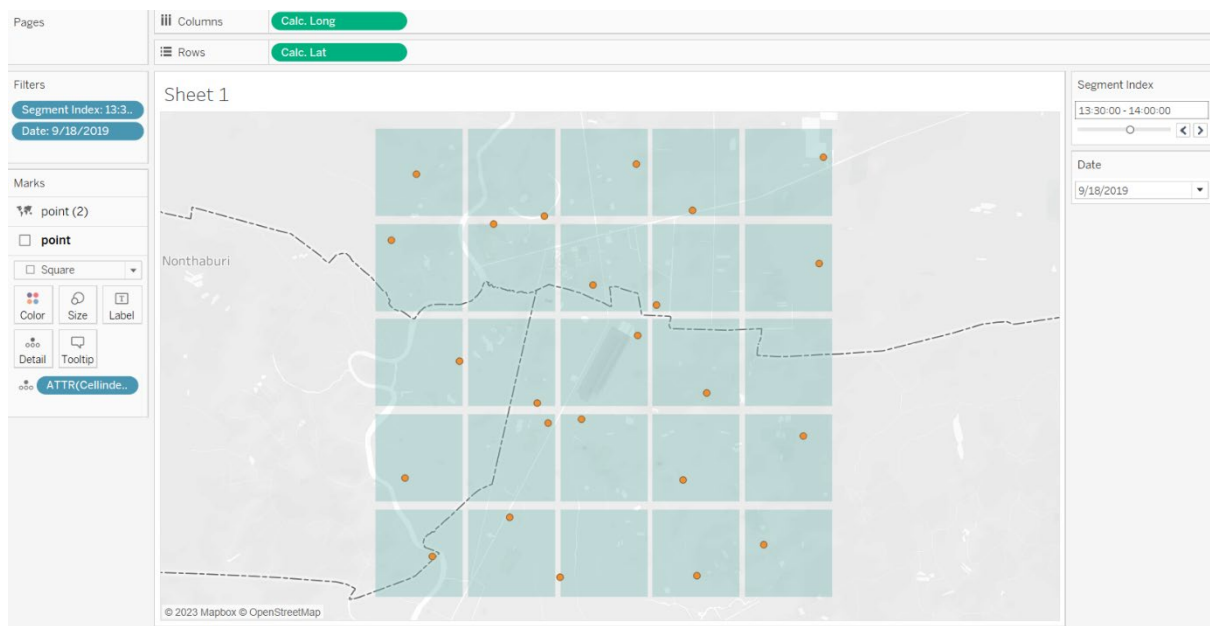 Pages
Columns
Calc. Long
Rows
Calc. Lat
Filters
Segment Index: 13:3..
Date: 9/18/2019
Marks
point (2)
point
Square
Color
Size
Label
Detail
Tooltip
ATTR(Cellinde..
Sheet 1
Nonthaburi
© 2023 Mapbox © OpenStreetMap
Segment Index
13:30:00 - 14:00:00
Date
9/18/2019